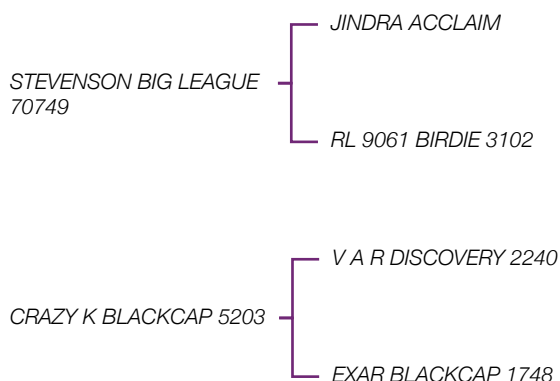 JINDRA ACCLAIM
STEVENSON BIG LEAGUE
70749
RL 9061 BIRDIE 3102
V A R DISCOVERY 2240
CRAZY K BLACKCAP 5203
EXAR BLACKCAP 1748